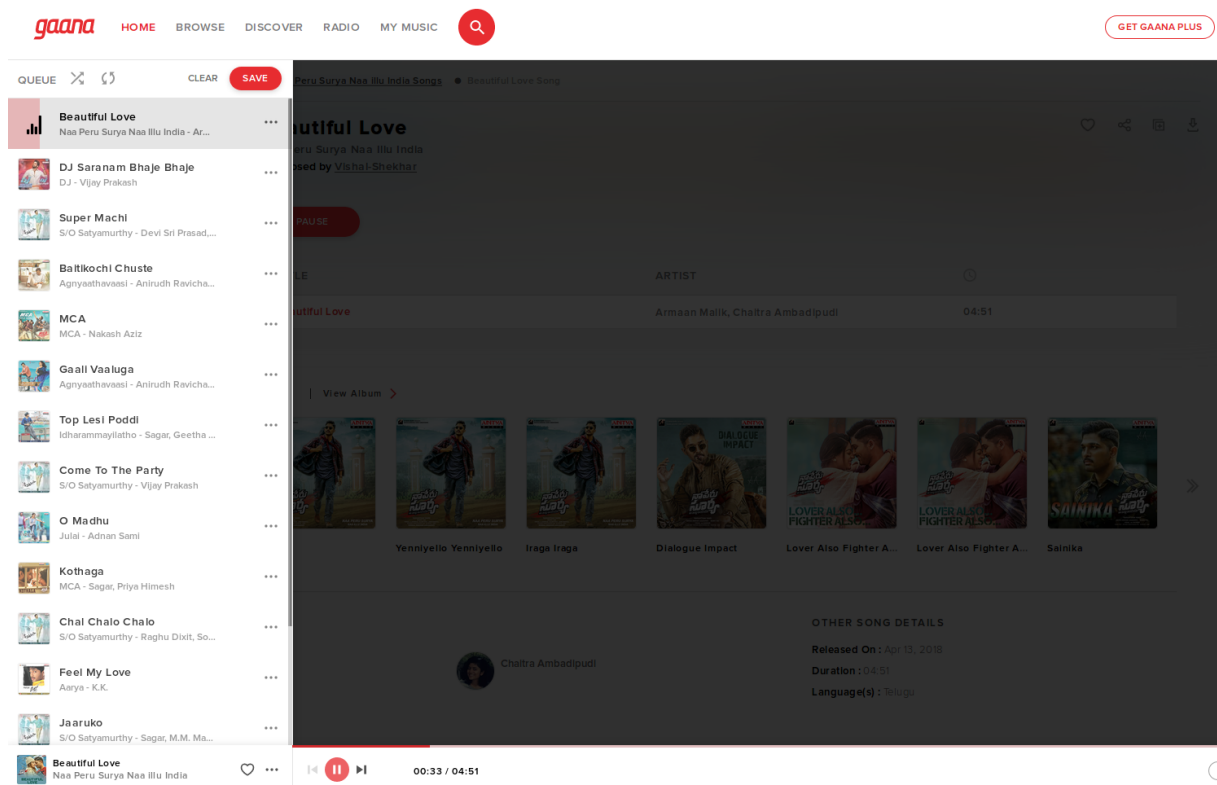 gaana HOME BROWSE DISCOVER RADIO MY MUSIC GET GAANA PLUS
QUEUE CLEAR SAVE
Beautiful Love
Naa Peru Surya Naa illu India - Ar...
DJ Saranam Bhaje Bhaje
DJ - Vijay Prakash
Super Machi
S/O Satyamurthy - Devi Sri Prasad,...
Baitikochi Chuste
Agnyaathavaasi - Anirudh Ravicha...
MCA
MCA - Nakash Aziz
Gaali Vaaluga
Agnyaathavaasi - Anirudh Ravicha...
Top Lesi Poddi
Idharammayilatho - Sagar, Geetha ...
Come To The Party
S/O Satyamurthy - Vijay Prakash
O Madhu
Julai - Adnan Sami
Kothaga
MCA - Sagar, Priya Himesh
Chal Chalo Chalo
S/O Satyamurthy - Raghu Dixit, So...
Feel My Love
Aarya - K.K.
Jaaruko
S/O Satyamurthy - Sagar, M.M. Ma...
Peru Surya Naa illu India Songs Beautiful Love Song
autiful Love
eru Surya Naa illu India
osed by Vishal-Shekhar
PAUSE
LE ARTIST
utiful Love Armaan Malik, Chaitra Ambadipudi 04:51
| View Album
DIALOGUE IMPACT
LOVER ALSO
FIGHTER ALSO
LOVER ALSO
FIGHTER ALSO
SAINIKA
Yenniyello Yenniyello Iraga Iraga Dialogue Impact Lover Also Fighter A... Lover Also Fighter A... Sainika
Chaitra Ambadipudi
OTHER SONG DETAILS
Released On : Apr 13, 2018
Duration : 04:51
Language(s) : Telugu
Beautiful Love
Naa Peru Surya Naa illu India
00:33 / 04:51